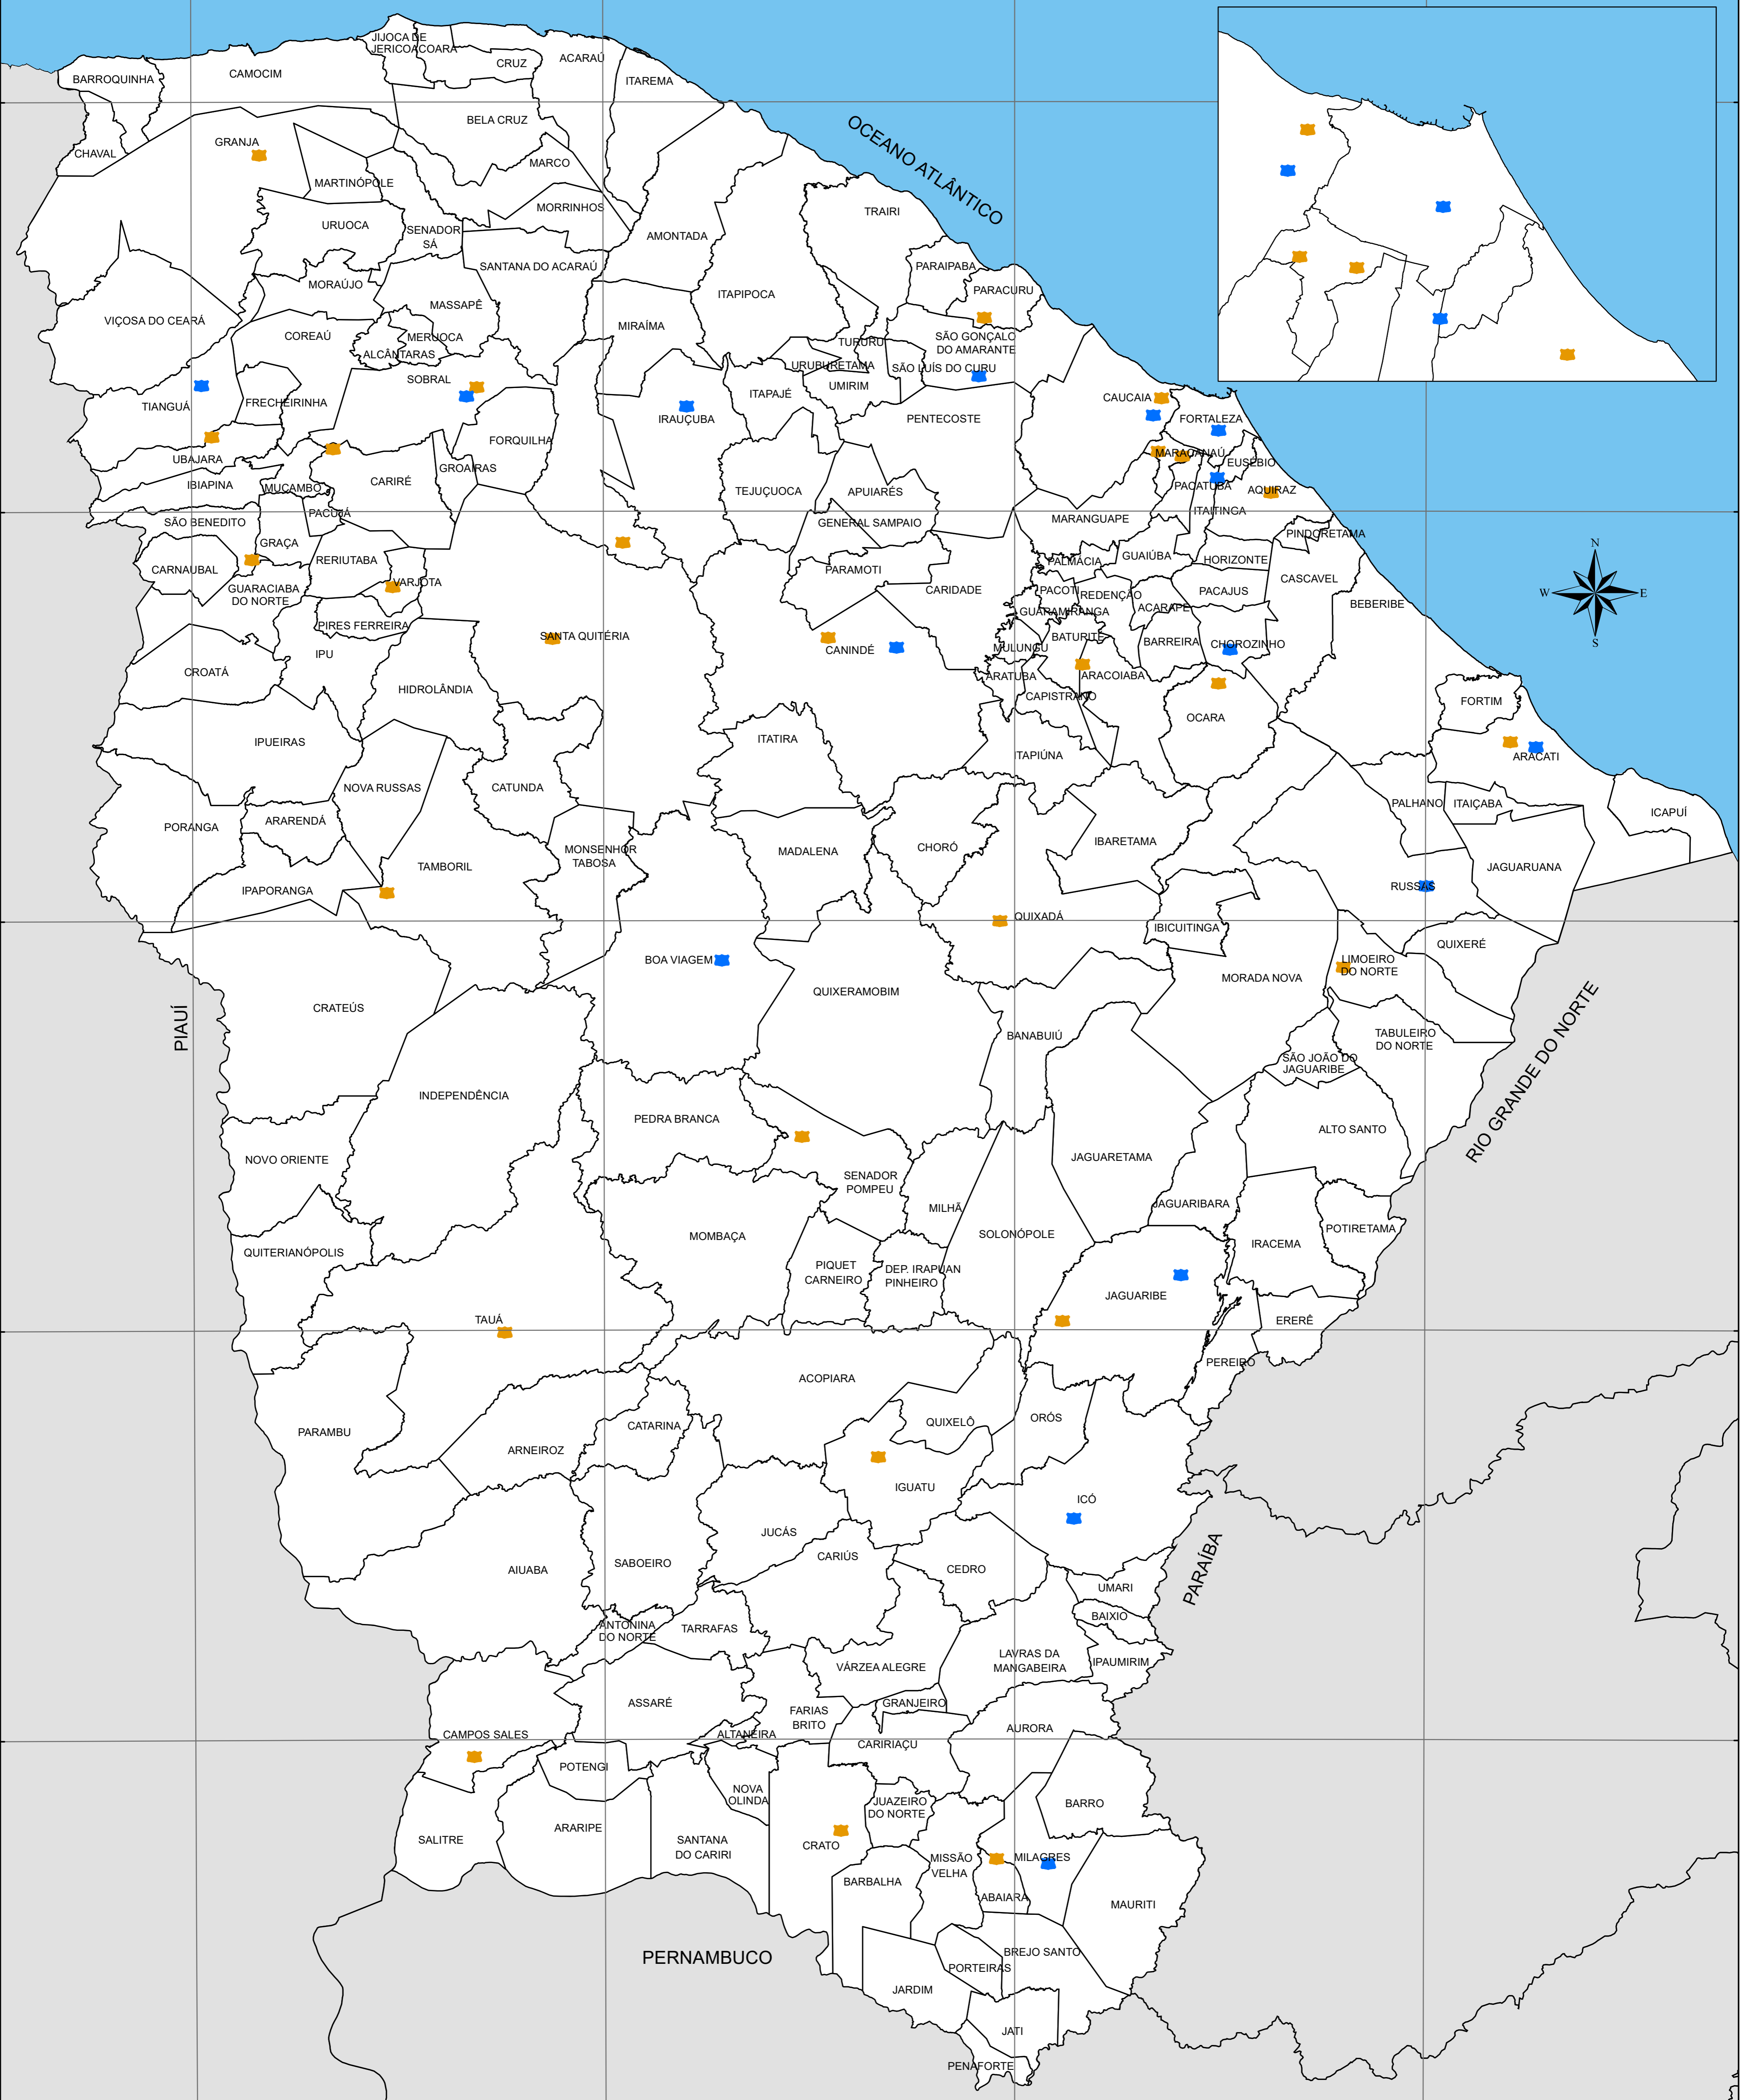 JIJOCA DE
JERICOACOARA
CRUZ
ACARAÚ
ITAREMA
BARROQUINHA
CAMOCIM
BELA CRUZ
OCEANO ATLÂNTICO
CHAVAL
GRANJA
MARCO
MARTINÓPOLE
MORRINHOS
TRAIRI
URUOCA
SENADOR
SÁ
AMONTADA
SANTANA DO ACARAÚ
PARAIPABA
MORAÚJO
PARACURU
ITAPIPOCA
MASSAPÊ
VIÇOSA DO CEARÁ
MIRAÍMA
COREAÚ
MERUOCA
TURURU
SÃO GONÇALO
DO AMARANTE
ALCÂNTARAS
URUBURETAMA
SÃO LUÍS DO CURU
SOBRAL
UMIRIM
ITAPAJÉ
CAUCAIA
TIANGUÁ
FRECHEIRINHA
IRAUÇUBA
PENTECOSTE
FORTALEZA
FORQUILHA
MARACANAÚ
UBAJARA
EUSÉBIO
GROAÍRAS
IBIAPINA
MUCAMBO
CARIRÉ
PACATUBA
AQUIRAZ
TEJUÇUOCA
APUIARÉS
ITAITINGA
PACUJÁ
MARANGUAPE
SÃO BENEDITO
GENERAL SAMPAIO
PINDORETAMA
GRAÇA
GUAIÚBA
HORIZONTE
RERIUTABA
PALMÁCIA
CARNAUBAL
PARAMOTI
CASCAVEL
VARJOTA
CARIDADE
PACOTI
REDENÇÃO
PACAJUS
GUARACIABA
DO NORTE
BEBERIBE
ACARAPE
GUARAMIRANGA
PIRES FERREIRA
SANTA QUITÉRIA
BATURITÉ
BARREIRA
CHOROZINHO
CANINDÉ
MULUNGU
IPU
CROATÁ
ARATUBA
ARACOIABA
HIDROLÂNDIA
CAPISTRANO
FORTIM
OCARA
ITATIRA
IPUEIRAS
ITAPIÚNA
ARACATI
NOVA RUSSAS
CATUNDA
PALHANO
ITAIÇABA
ICAPUÍ
ARARENDÁ
PORANGA
IBARETAMA
MONSENHOR
TABOSA
MADALENA
CHORÓ
TAMBORIL
JAGUARUANA
IPAPORANGA
RUSSAS
QUIXADÁ
IBICUITINGA
QUIXERÉ
BOA VIAGEM
LIMOEIRO
DO NORTE
MORADA NOVA
QUIXERAMOBIM
CRATEÚS
PIAUÍ
BANABUIÚ
TABULEIRO
DO NORTE
SÃO JOÃO DO
JAGUARIBE
RIO GRANDE DO NORTE
INDEPENDÊNCIA
PEDRA BRANCA
ALTO SANTO
NOVO ORIENTE
JAGUARETAMA
SENADOR
POMPEU
JAGUARIBARA
MILHÃ
POTIRETAMA
SOLONÓPOLE
MOMBAÇA
IRACEMA
QUITERIANÓPOLIS
PIQUET
CARNEIRO
DEP. IRAPUAN
PINHEIRO
JAGUARIBE
TAUÁ
ERERÊ
PEREIRO
ACOPIARA
ORÓS
QUIXELÔ
CATARINA
PARAMBU
ARNEIROZ
IGUATU
ICÓ
JUCÁS
CARIÚS
SABOEIRO
AIUABA
CEDRO
PARAÍBA
UMARI
BAIXIO
ANTONINA
DO NORTE
TARRAFAS
LAVRAS DA
MANGABEIRA
IPAUMIRIM
VÁRZEA ALEGRE
ASSARÉ
GRANJEIRO
FARIAS
BRITO
AURORA
CAMPOS SALES
ALTANEIRA
CARIRIAÇU
POTENGI
NOVA
OLINDA
JUAZEIRO
DO NORTE
BARRO
ARARIPE
SALITRE
SANTANA
DO CARIRI
CRATO
MISSÃO
VELHA
MILAGRES
BARBALHA
ABAIARA
MAURITI
PERNAMBUCO
BREJO SANTO
PORTEIRAS
JARDIM
JATI
PENAFORTE
N
W
E
S